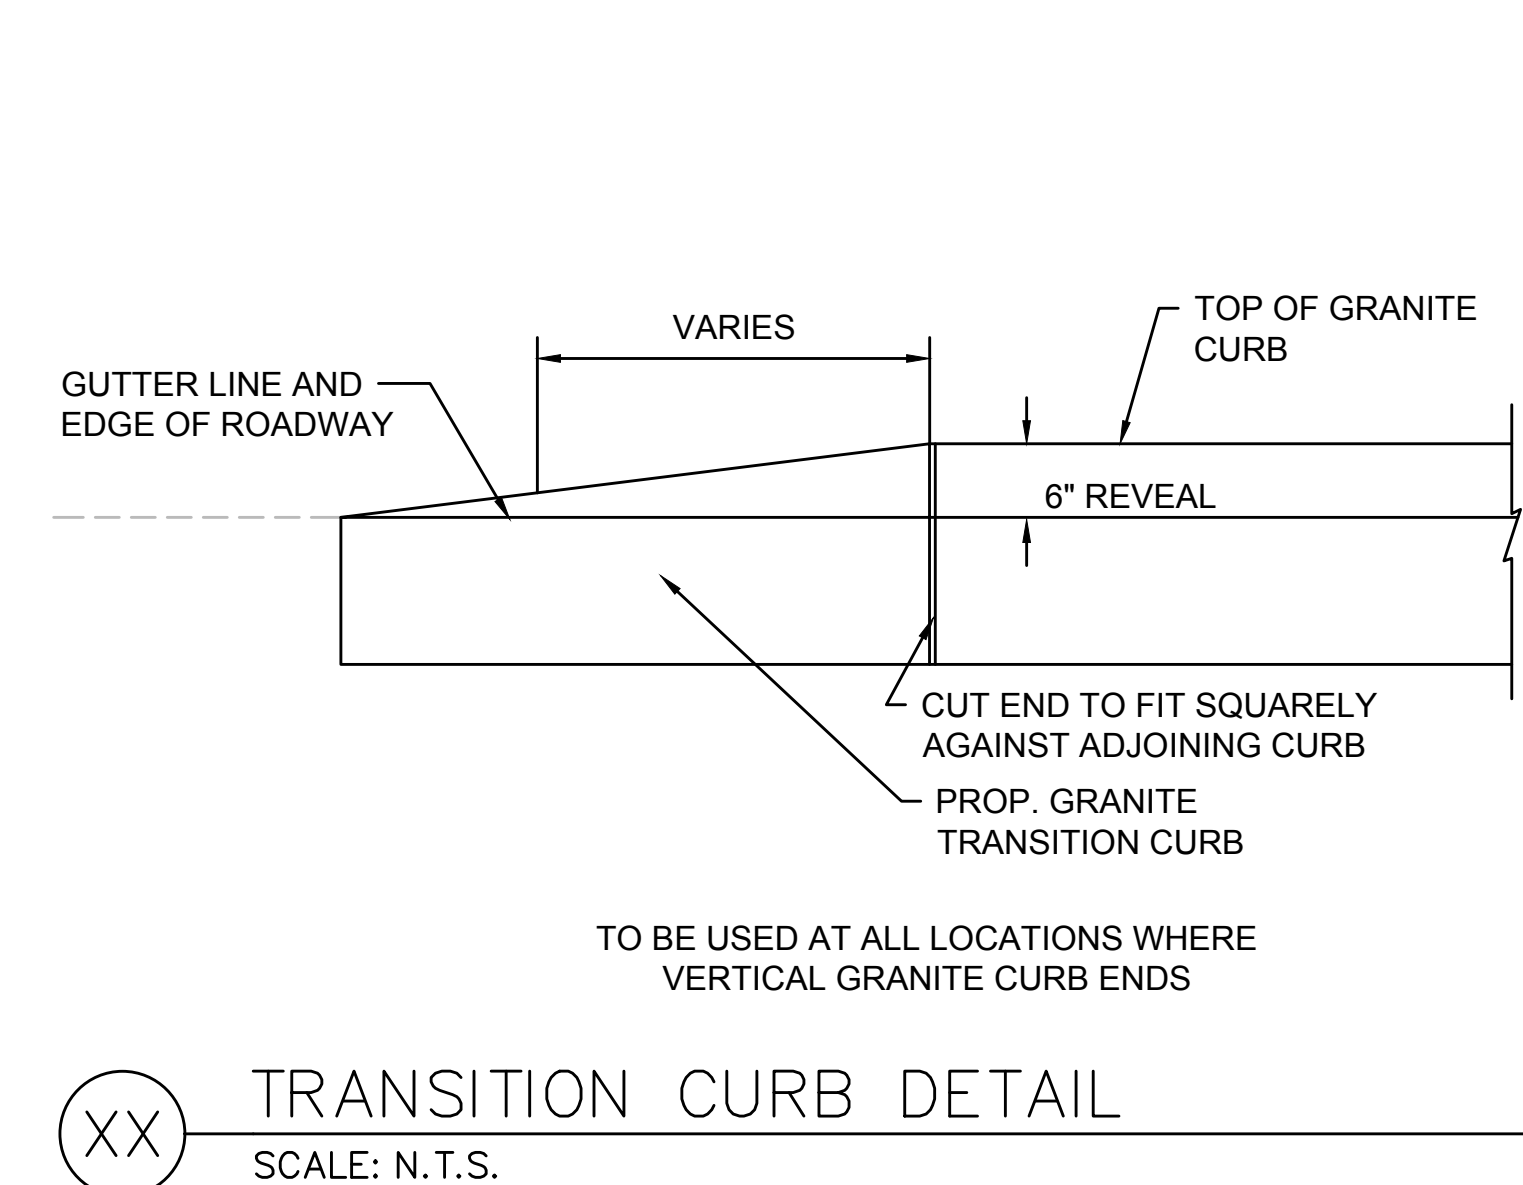 VARIES
TOP OF GRANITE
CURB
GUTTER LINE AND
EDGE OF ROADWAY
6" REVEAL
CUT END TO FIT SQUARELY
AGAINST ADJOINING CURB
PROP. GRANITE
TRANSITION CURB
TO BE USED AT ALL LOCATIONS WHERE
VERTICAL GRANITE CURB ENDS
XX
TRANSITION CURB DETAIL
SCALE: N.T.S.